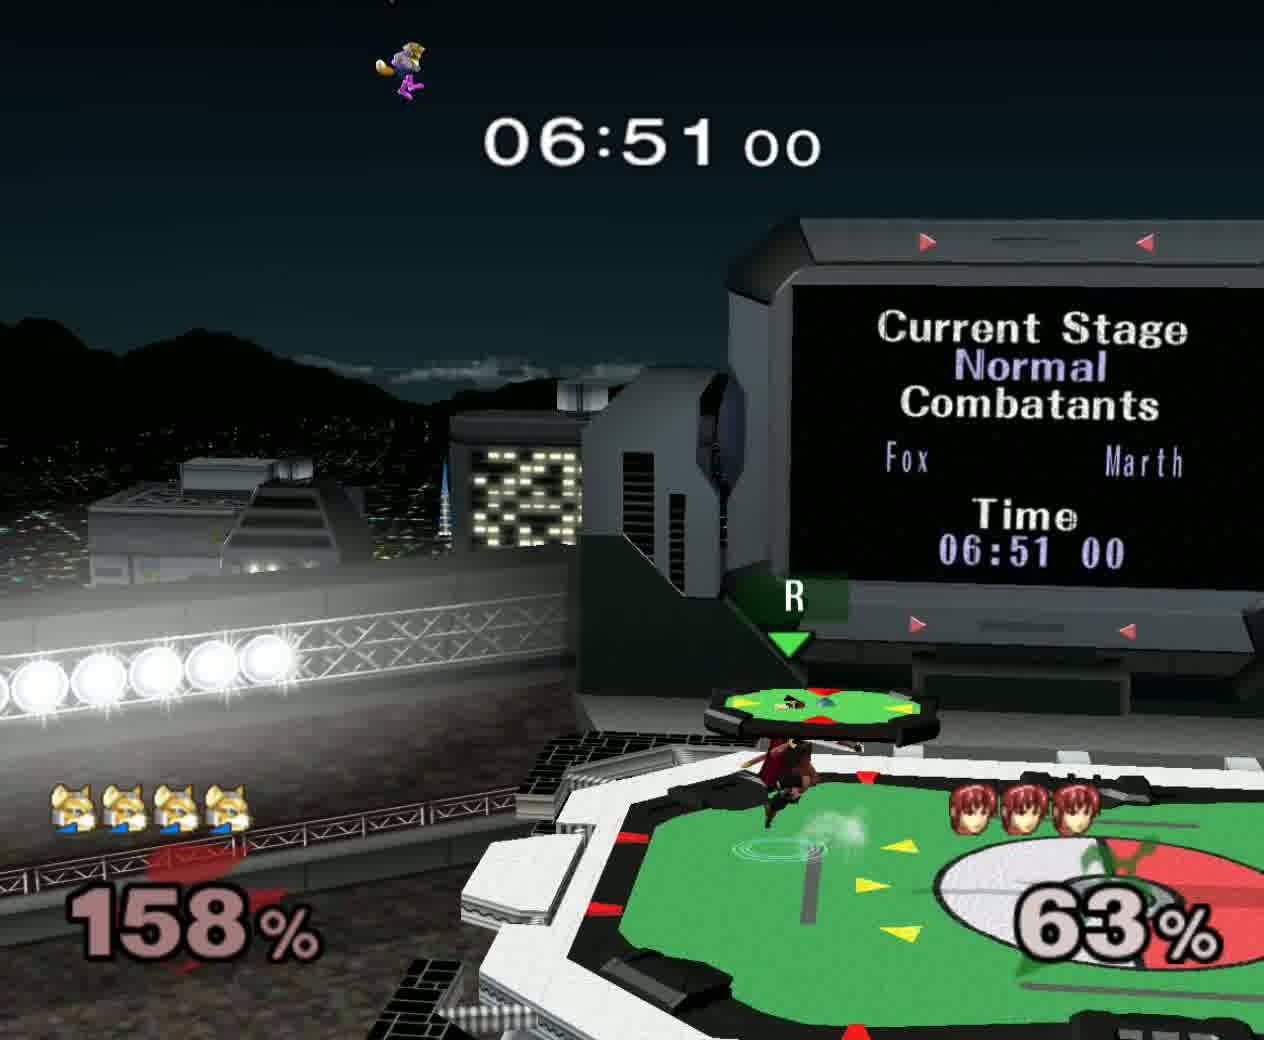 06:51 00
Current Stage
Normal
Combatants
Fox Marth
Time
06:51 00
R
158%
63%